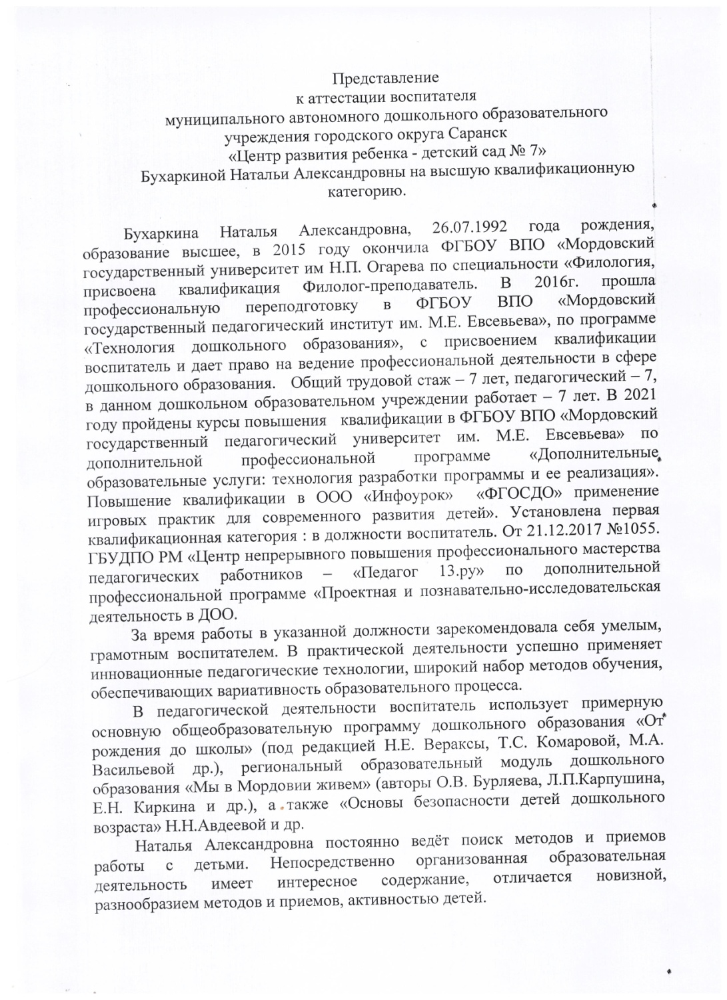 Представление
к аттестации воспитателя
муниципального автономного дошкольного образовательного
учреждения городского округа Саранск
«Центр развития ребенка - детский сад № 7»
Бухаркиной Натальи Александровны на высшую квалификационную
категорию.
Бухаркина Наталья Александровна, 26.07.1992 года рождения,
образование высшее, в 2015 году окончила ФГБОУ ВПО «Мордовский
государственный университет им Н.П. Огарева по специальности «Филология,
присвоена квалификация Филолог-преподаватель. В 2016г. прошла
профессиональную переподготовку в ФГБОУ ВПО «Мордовский
государственный педагогический институт им. М.Е. Евсевьева», по программе
«Технология дошкольного образования», с присвоением квалификации
воспитатель и дает право на ведение профессиональной деятельности в сфере
дошкольного образования. Общий трудовой стаж – 7 лет, педагогический – 7,
в данном дошкольном образовательном учреждении работает – 7 лет. В 2021
году пройдены курсы повышения квалификации в ФГБОУ ВПО «Мордовский
государственный педагогический университет им. М.Е. Евсевьева» по
дополнительной профессиональной программе «Дополнительные
образовательные услуги: технология разработки программы и ее реализация».
Повышение квалификации в ООО «Инфоурок» «ФГОСДО» применение
игровых практик для современного развития детей». Установлена первая
квалификационная категория : в должности воспитатель. От 21.12.2017 №1055.
ГБУДПО РМ «Центр непрерывного повышения профессионального мастерства
педагогических работников – «Педагог 13.ру» по дополнительной
профессиональной программе «Проектная и познавательно-исследовательская
деятельность в ДОО.
За время работы в указанной должности зарекомендовала себя умелым,
грамотным воспитателем. В практической деятельности успешно применяет
инновационные педагогические технологии, широкий набор методов обучения,
обеспечивающих вариативность образовательного процесса.
В педагогической деятельности воспитатель использует примерную
основную общеобразовательную программу дошкольного образования «От
рождения до школы» (под редакцией Н.Е. Вераксы, Т.С. Комаровой, М.А.
Васильевой др.), региональный образовательный модуль дошкольного
образования «Мы в Мордовии живем» (авторы О.В. Бурляева, Л.П.Карпушина,
Е.Н. Киркина и др.), а также «Основы безопасности детей дошкольного
возраста» Н.Н.Авдеевой и др.
Наталья Александровна постоянно ведёт поиск методов и приемов
работы с детьми. Непосредственно организованная образовательная
деятельность имеет интересное содержание, отличается новизной,
разнообразием методов и приемов, активностью детей.